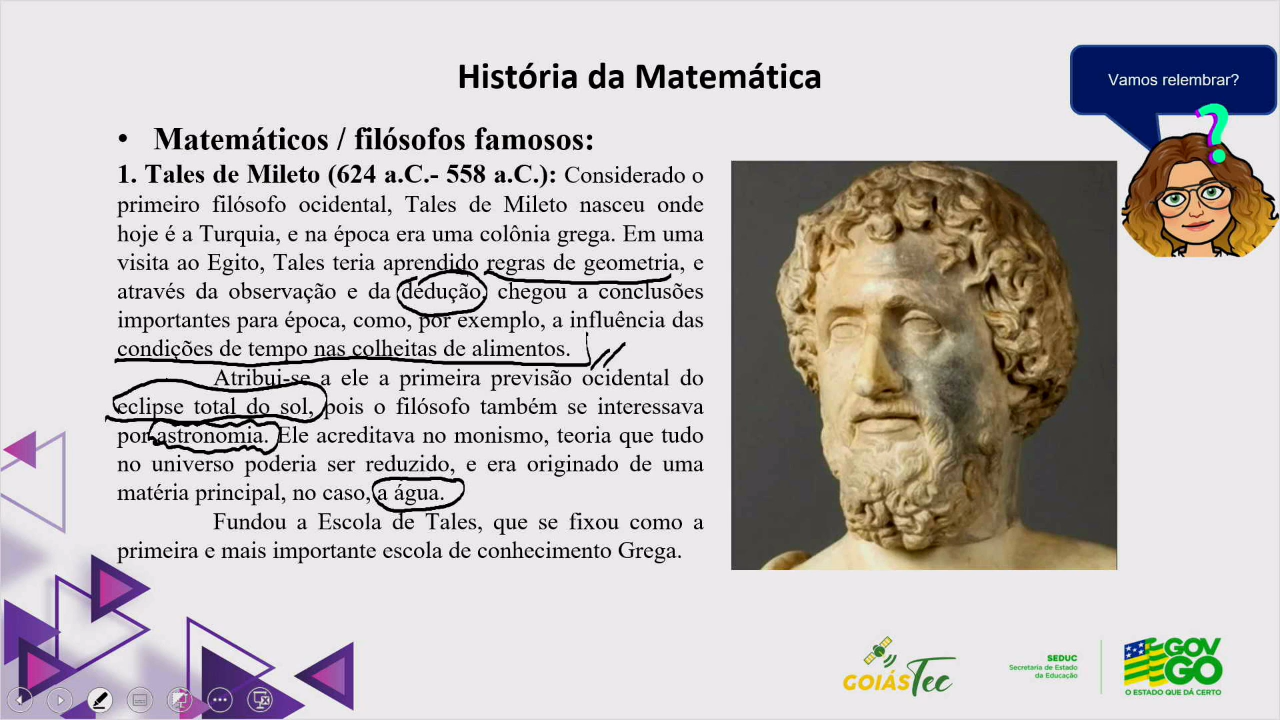 História da Matemática
Vamos relembrar?
• Matemáticos / filósofos famosos:
1. Tales de Mileto (624 a.C.- 558 a.C.): Considerado o
primeiro filósofo ocidental, Tales de Mileto nasceu onde
hoje é a Turquia, e na época era uma colônia grega. Em uma
visita ao Egito, Tales teria aprendido regras de geometria, e
através da observação e da dedução, chegou a conclusões
importantes para época, como, por exemplo, a influência das
condições de tempo nas colheitas de alimentos.
Atribui-se a ele a primeira previsão ocidental do
eclipse total do sol, pois o filósofo também se interessava
por astronomia. Ele acreditava no monismo, teoria que tudo
no universo poderia ser reduzido, e era originado de uma
matéria principal, no caso, a água.
Fundou a Escola de Tales, que se fixou como a
primeira e mais importante escola de conhecimento Grega.
GOIÁSTec
SEDUC
Secretaria de Estado
da Educação
GOV
GO
O ESTADO QUE DÁ CERTO